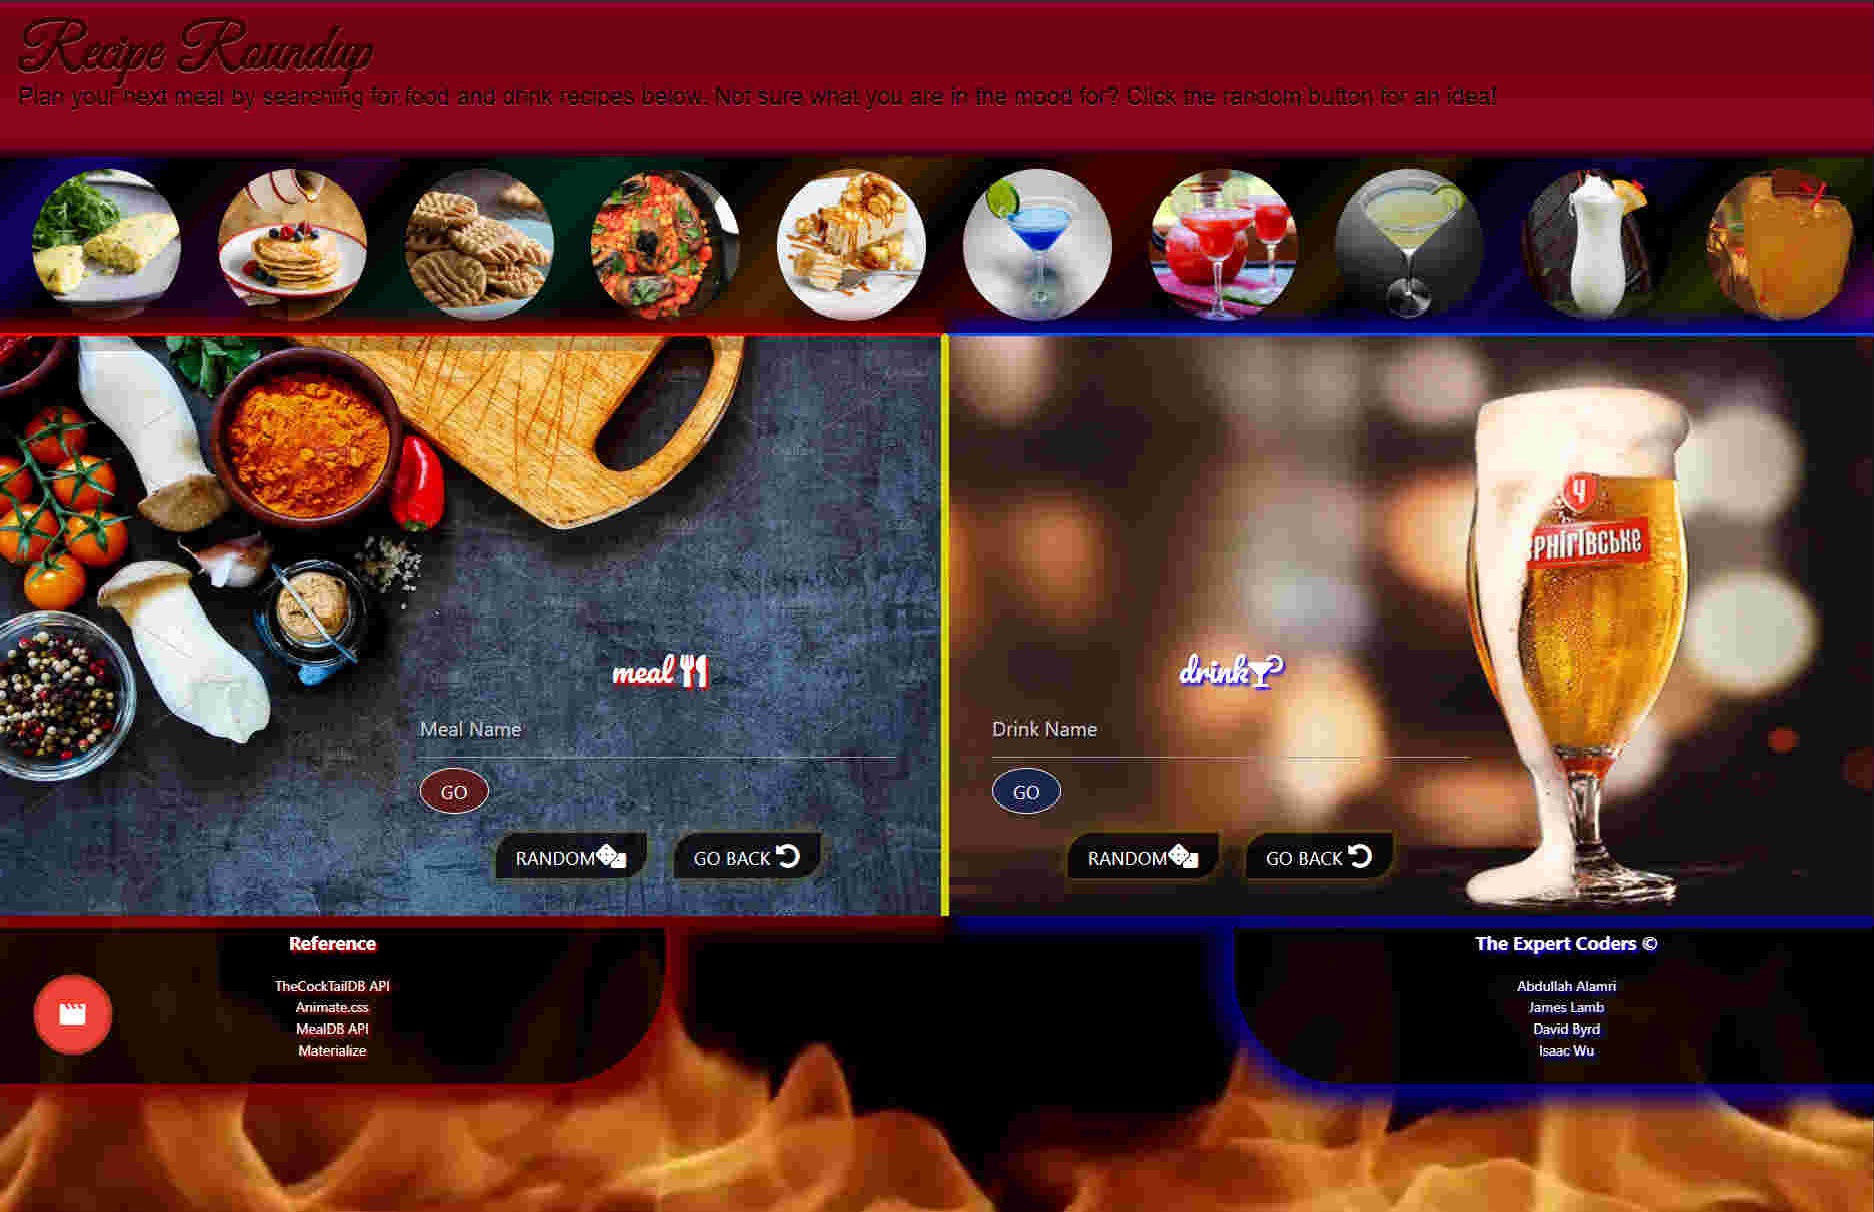 Recipe Roundup
Plan your next meal by searching for food and drink recipes below. Not sure what you are in the mood for? Click the random button for an idea!
Ч
РНІГІВСЬКЕ
meal
Meal Name
GO
RANDOM
GO BACK
drink
Drink Name
GO
RANDOM
GO BACK
Reference
TheCockTailDB API
Animate.css
MealDB API
Materialize
The Expert Coders ©
Abdullah Alamri
James Lamb
David Byrd
Isaac Wu